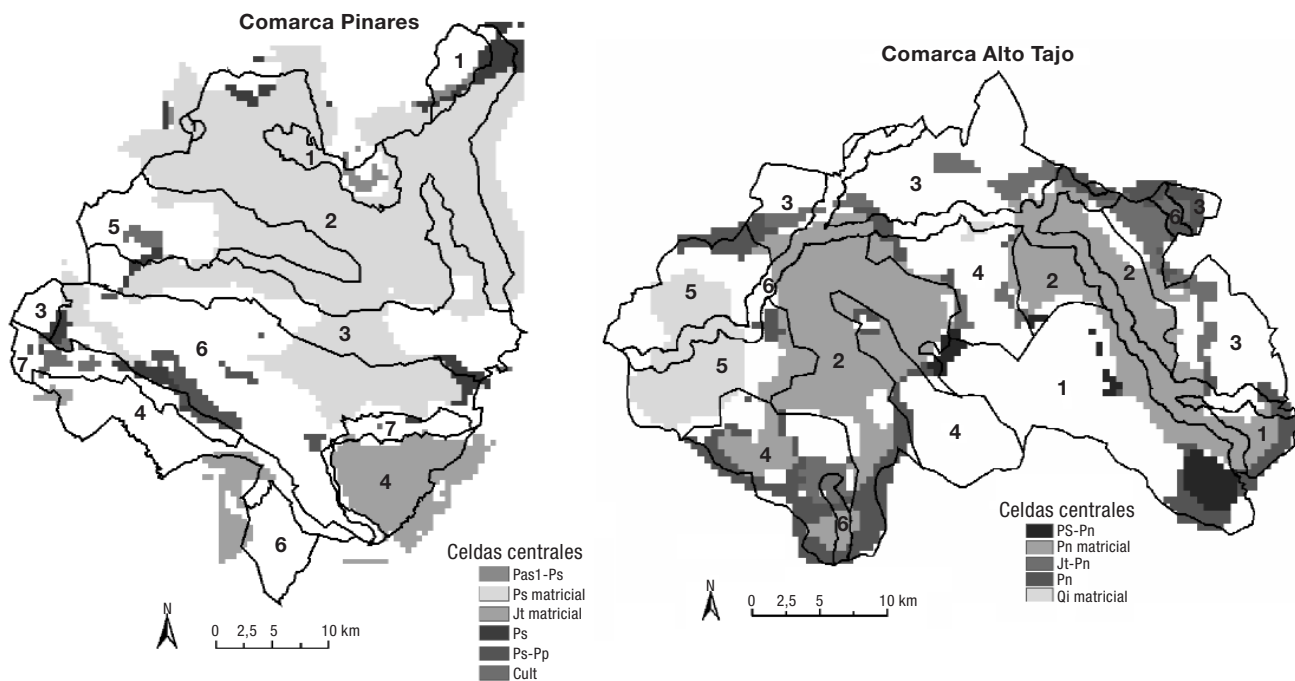 Comarca Pinares
1
1
2
5
3
3
6
7
4
7
4
6
Celdas centrales
Pas1-Ps
Ps matricial
Jt matricial
Ps
Ps-Pp
Cult
N
0 2,5 5 10 km
Comarca Alto Tajo
3
3
3
6
4
2
2
5
6
3
5
2
1
4
4
1
6
Celdas centrales
PS-Pn
Pn matricial
Jt-Pn
Pn
Qi matricial
N
0 2,5 5 10 km